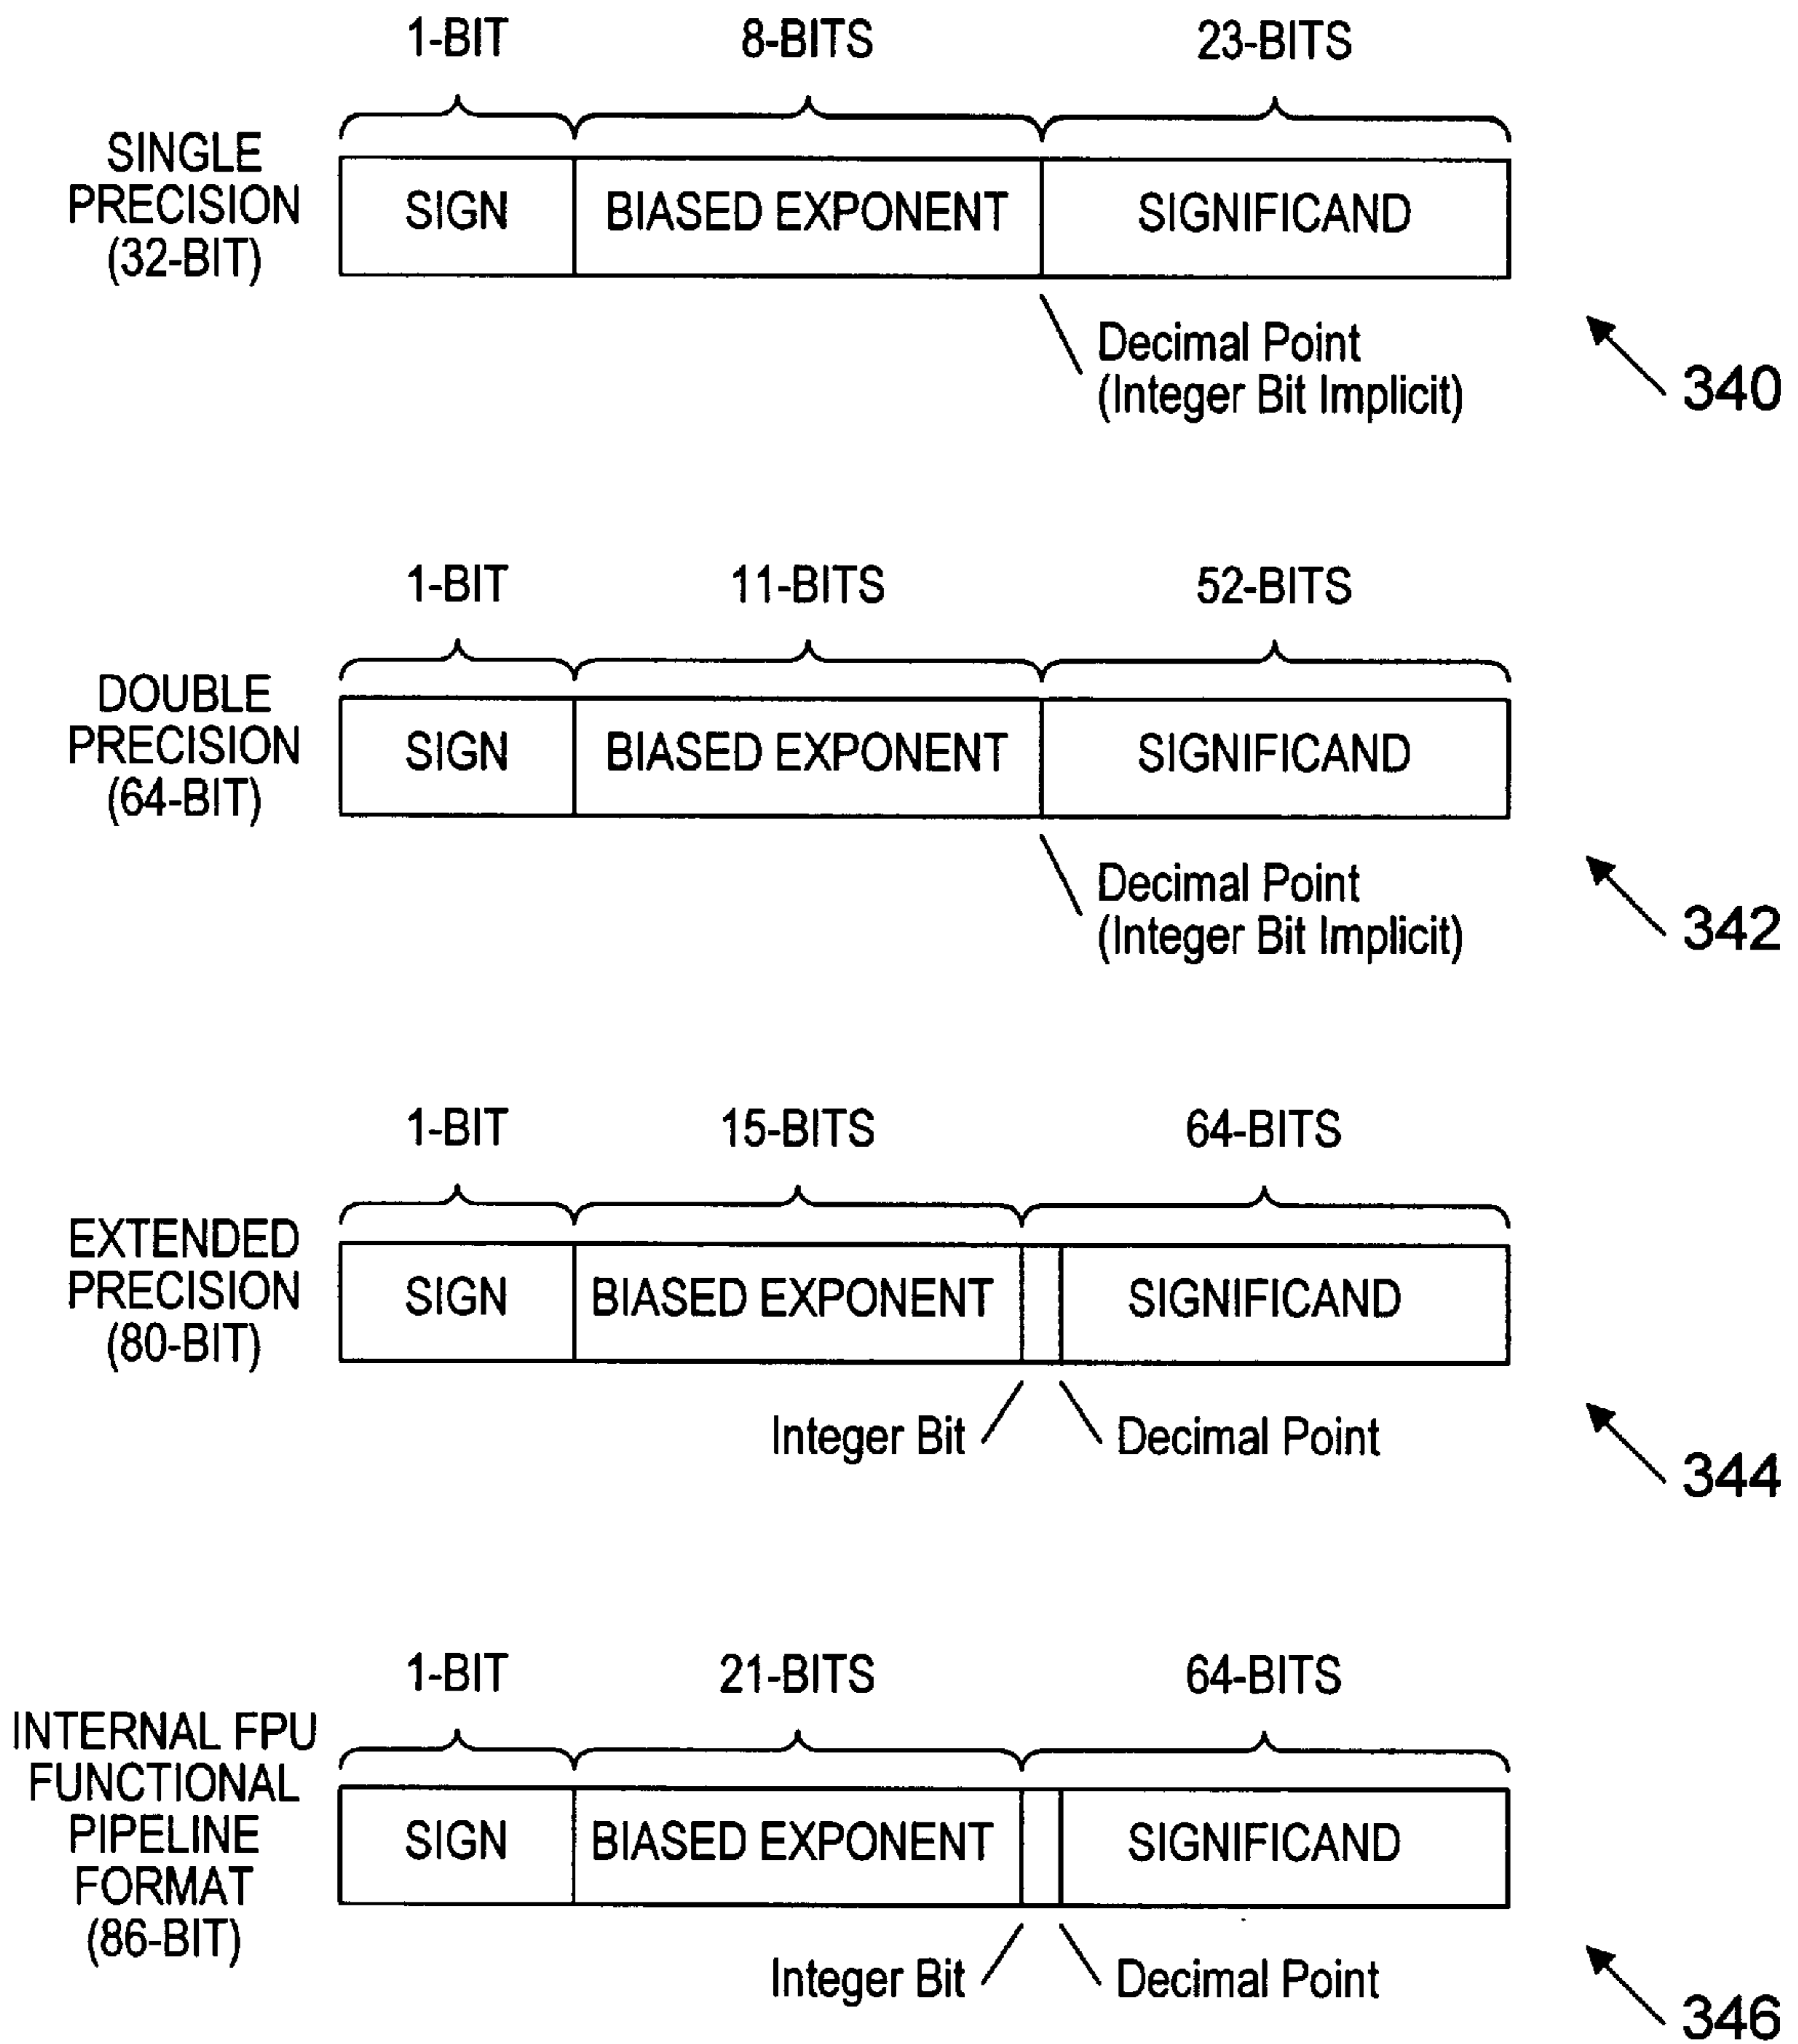 1-BIT 8-BITS 23-BITS
SINGLE
PRECISION
(32-BIT)
SIGN BIASED EXPONENT SIGNIFICAND
Decimal Point
(Integer Bit Implicit)
340
1-BIT 11-BITS 52-BITS
DOUBLE
PRECISION
(64-BIT)
SIGN BIASED EXPONENT SIGNIFICAND
Decimal Point
(Integer Bit Implicit)
342
1-BIT 15-BITS 64-BITS
EXTENDED
PRECISION
(80-BIT)
SIGN BIASED EXPONENT SIGNIFICAND
Integer Bit Decimal Point
344
1-BIT 21-BITS 64-BITS
INTERNAL FPU
FUNCTIONAL
PIPELINE
FORMAT
(86-BIT)
SIGN BIASED EXPONENT SIGNIFICAND
Integer Bit Decimal Point
346